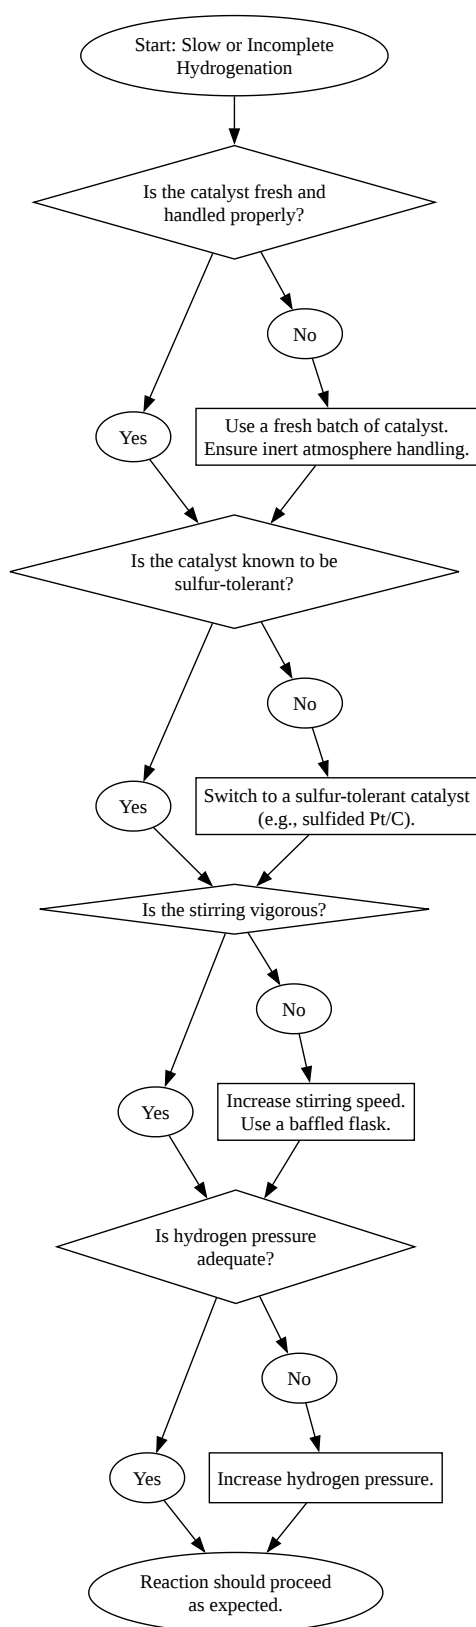 Start: Slow or Incomplete
Hydrogenation
Is the catalyst fresh and
handled properly?
No
Yes
Use a fresh batch of catalyst.
Ensure inert atmosphere handling.
Is the catalyst known to be
sulfur-tolerant?
No
Yes
Switch to a sulfur-tolerant catalyst
(e.g., sulfided Pt/C).
Is the stirring vigorous?
No
Yes
Increase stirring speed.
Use a baffled flask.
Is hydrogen pressure
adequate?
No
Yes
Increase hydrogen pressure.
Reaction should proceed
as expected.